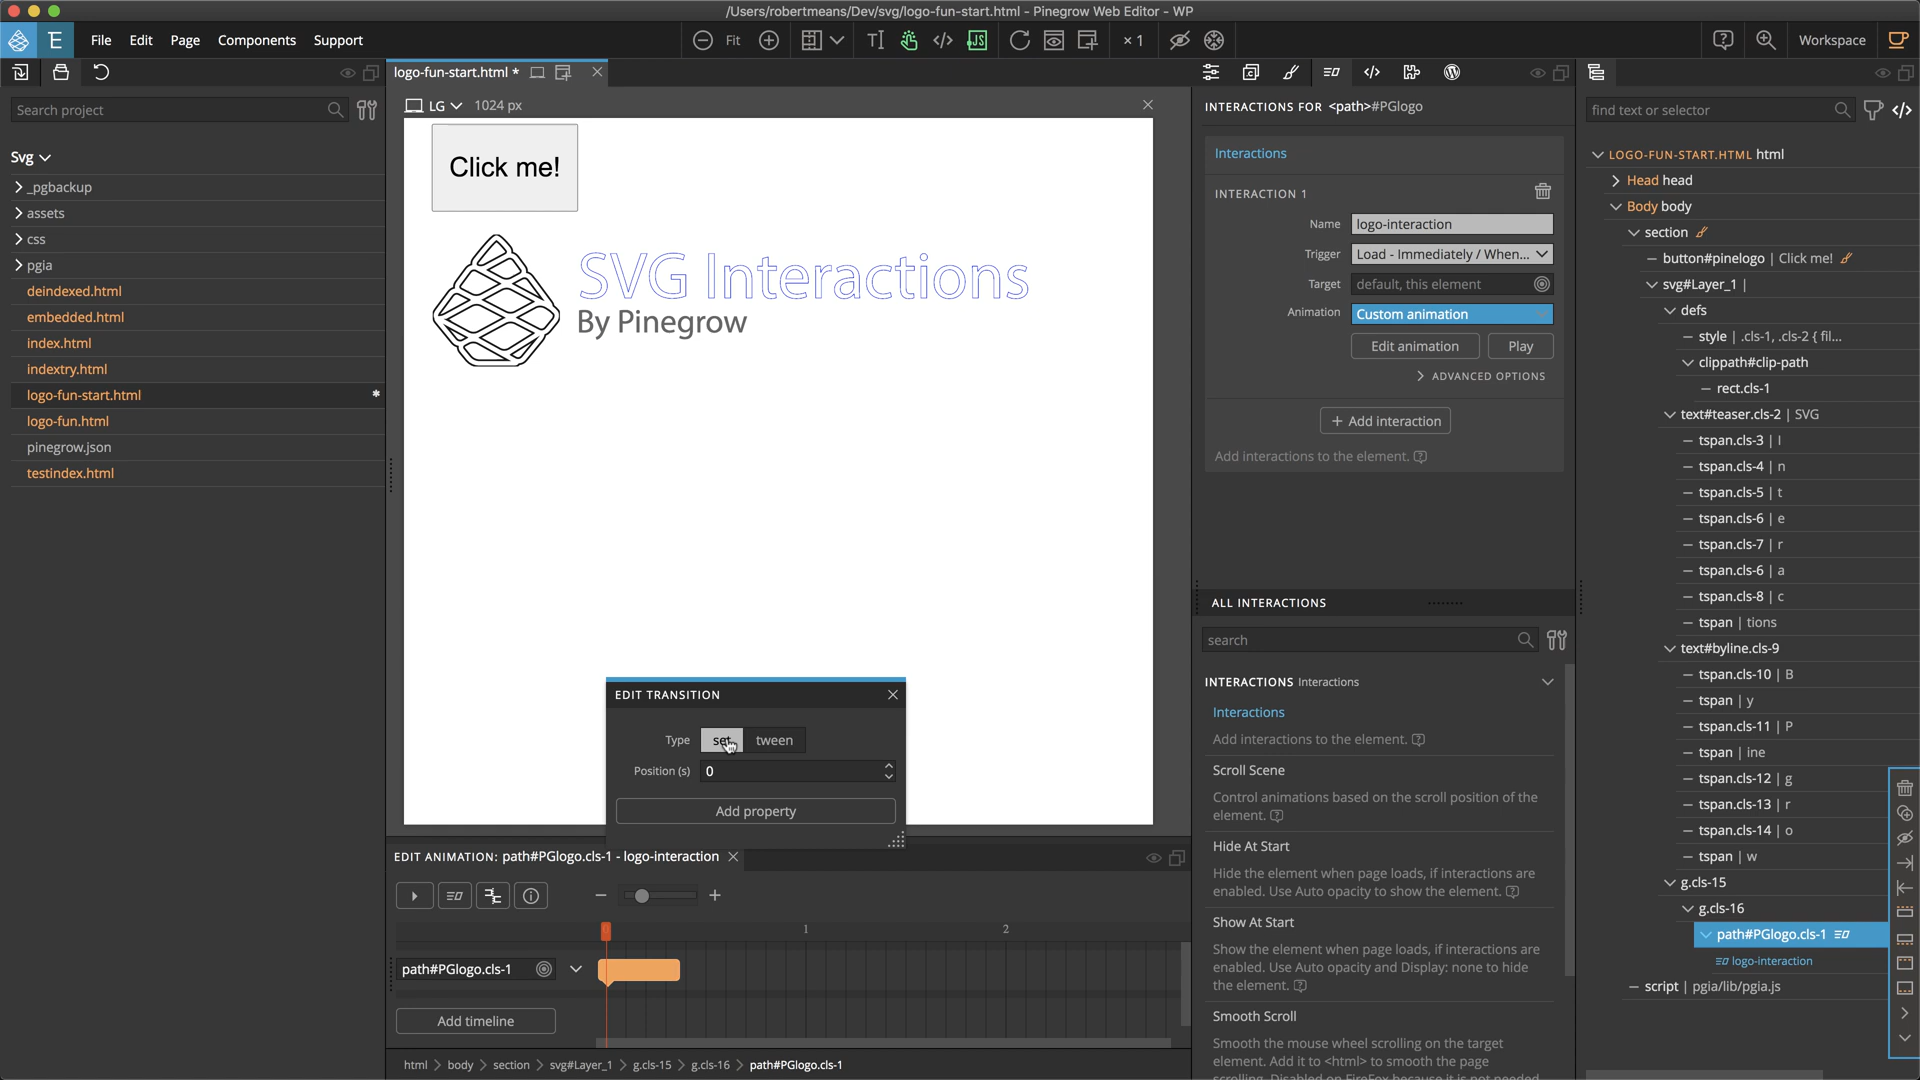 /Users/robertmeans/Dev/svg/logo-fun-start.html - Pinegrow Web Editor - WP
E File Edit Page Components Support
Fit
JS
× 1
Workspace
logo-fun-start.html *
Search project
LG 1024 px
Svg
_pgbackup
assets
css
pgia
deindexed.html
embedded.html
index.html
indextry.html
logo-fun-start.html *
logo-fun.html
pinegrow.json
testindex.html
Click me!
SVG Interactions
By Pinegrow
EDIT TRANSITION
Type set tween
Position (s) 0
Add property
EDIT ANIMATION: path#PGlogo.cls-1 - logo-interaction
0 1 2
path#PGlogo.cls-1
Add timeline
html > body > section > svg#Layer_1 > g.cls-15 > g.cls-16 > path#PGlogo.cls-1
INTERACTIONS FOR <path>#PGlogo
Interactions
INTERACTION 1
Name logo-interaction
Trigger Load - Immediately / When...
Target default, this element
Animation Custom animation
Edit animation Play
ADVANCED OPTIONS
+ Add interaction
Add interactions to the element.
ALL INTERACTIONS
search
INTERACTIONS Interactions
Interactions
Add interactions to the element.
Scroll Scene
Control animations based on the scroll position of the
element.
Hide At Start
Hide the element when page loads, if interactions are
enabled. Use Auto opacity to show the element.
Show At Start
Show the element when page loads, if interactions are
enabled. Use Auto opacity and Display: none to hide
the element.
Smooth Scroll
Smooth the mouse wheel scrolling on the target
element. Add it to <html> to smooth the page
scrolling. Disabled on FireFox because it is not needed
find text or selector
LOGO-FUN-START.HTML html
Head head
Body body
section
button#pinelogo | Click me!
svg#Layer_1 |
defs
style | .cls-1, .cls-2 { fil...
clippath#clip-path
rect.cls-1
text#teaser.cls-2 | SVG
tspan.cls-3 | I
tspan.cls-4 | n
tspan.cls-5 | t
tspan.cls-6 | e
tspan.cls-7 | r
tspan.cls-6 | a
tspan.cls-8 | c
tspan | tions
text#byline.cls-9
tspan.cls-10 | B
tspan | y
tspan.cls-11 | P
tspan | ine
tspan.cls-12 | g
tspan.cls-13 | r
tspan.cls-14 | o
tspan | w
g.cls-15
g.cls-16
path#PGlogo.cls-1
logo-interaction
script | pgia/lib/pgia.js